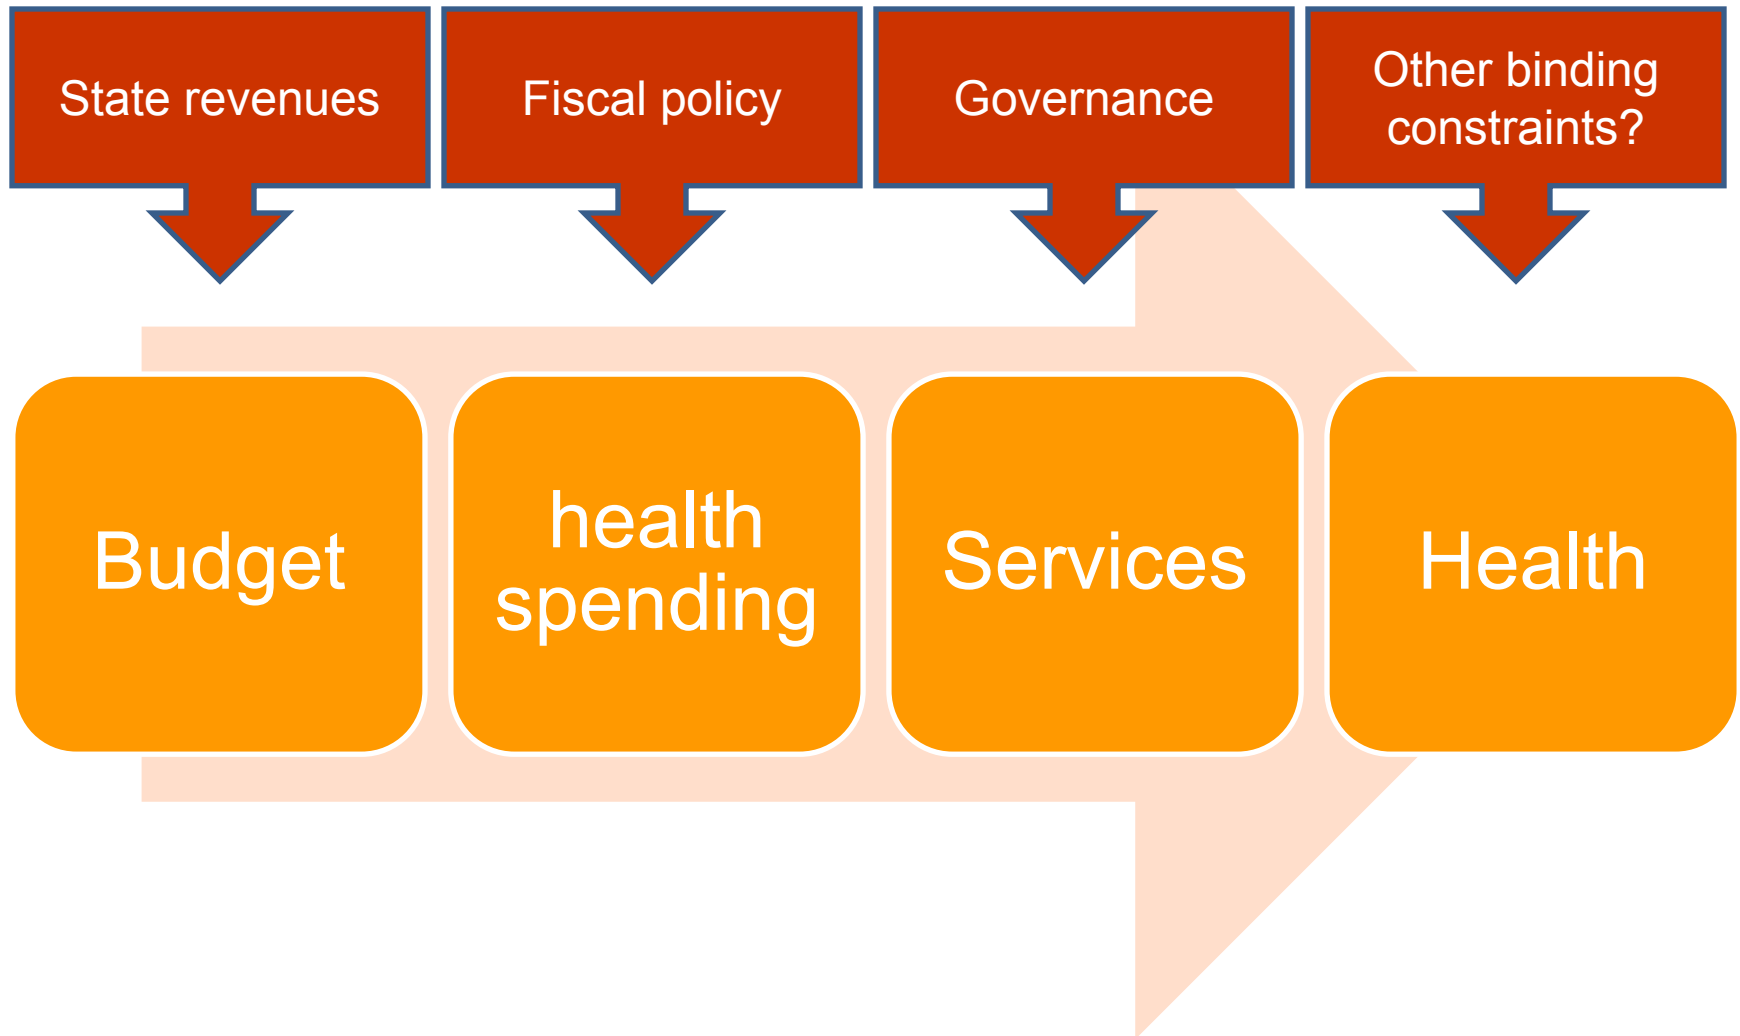 State revenues
Fiscal policy
Governance
Other binding
constraints?
Budget
health
spending
Services
Health